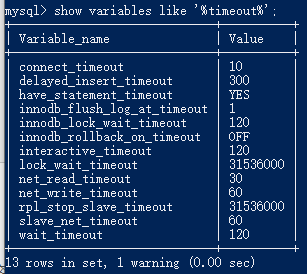 mysql> show variables like '%timeout%';
Variable_name Value
connect_timeout 10
delayed_insert_timeout 300
have_statement_timeout YES
innodb_flush_log_at_timeout 1
innodb_lock_wait_timeout 120
innodb_rollback_on_timeout OFF
interactive_timeout 120
lock_wait_timeout 31536000
net_read_timeout 30
net_write_timeout 60
rpl_stop_slave_timeout 31536000
slave_net_timeout 60
wait_timeout 120
13 rows in set, 1 warning (0.00 sec)